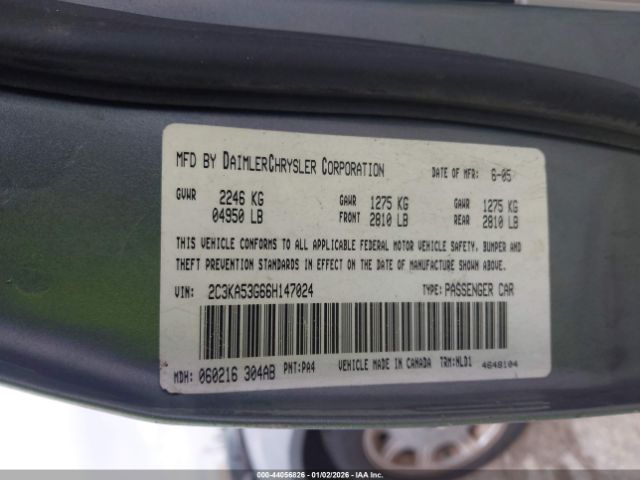 MFD BY DAIMLERCHRYSLER CORPORATION DATE OF MFR: 6-05
GVWR 2246 KG GAWR 1275 KG GAWR 1275 KG
04950 LB FRONT 2810 LB REAR 2810 LB
THIS VEHICLE CONFORMS TO ALL APPLICABLE FEDERAL MOTOR VEHICLE SAFETY, BUMPER AND
THEFT PREVENTION STANDARDS IN EFFECT ON THE DATE OF MANUFACTURE SHOWN ABOVE.
VIN: 2C3KA53G66H147024 TYPE: PASSENGER CAR
MDH: 060216 304AB PNT:PA4 VEHICLE MADE IN CANADA TRM:NLD1 4648104
000-44056826 - 01/02/2026 - IAA Inc.